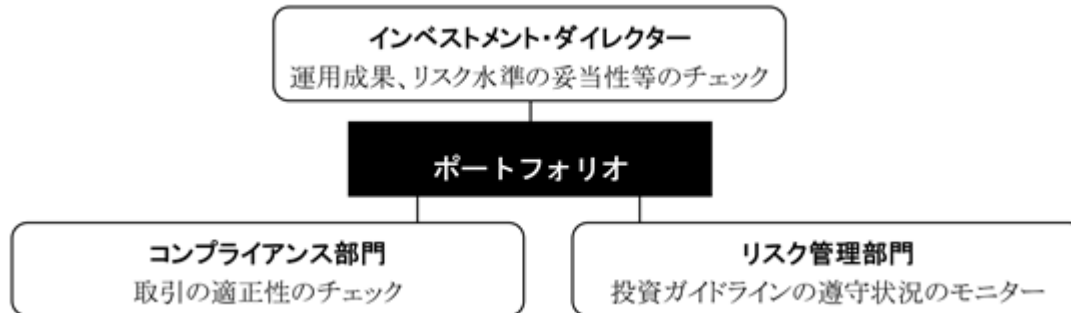 インベストメント・ダイレクター
運用成果、リスク水準の妥当性等のチェック
ポートフォリオ
コンプライアンス部門
取引の適正性のチェック
リスク管理部門
投資ガイドラインの遵守状況のモニター